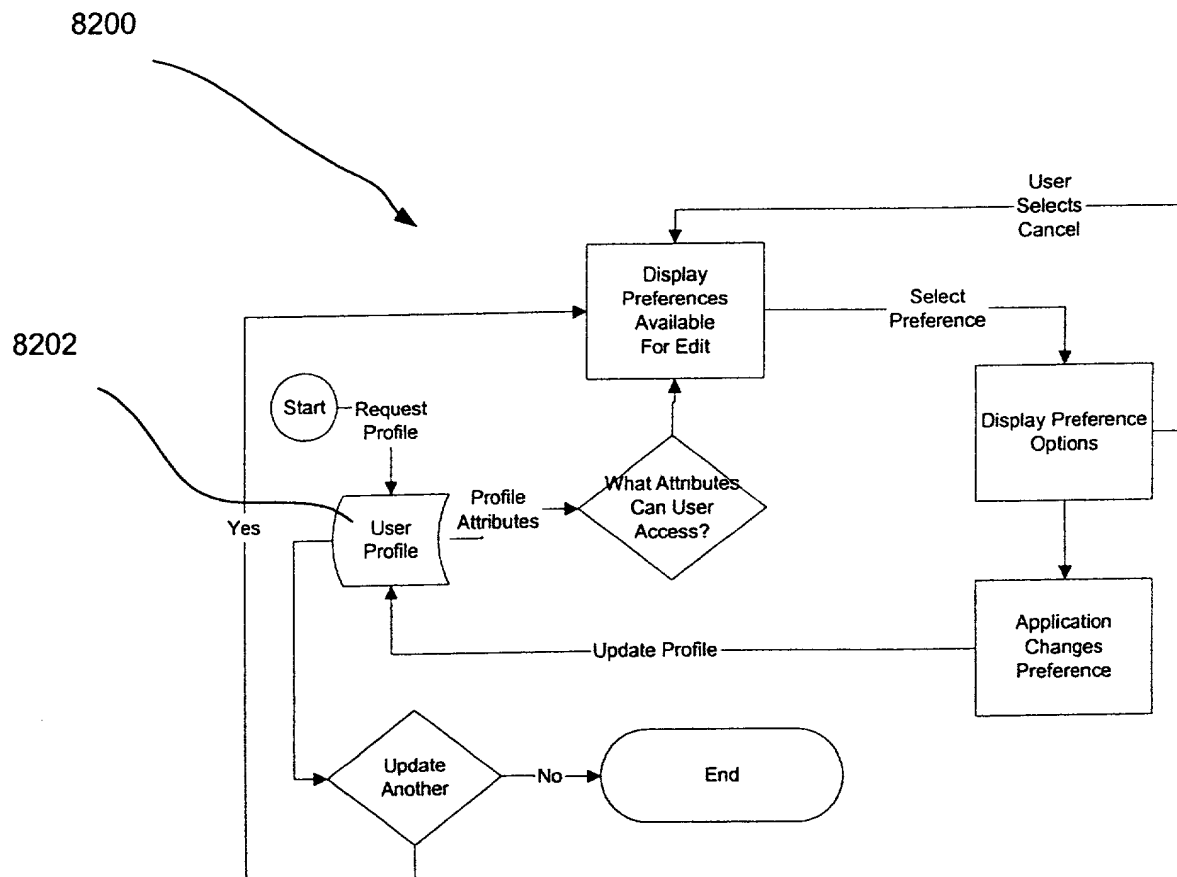 8200
User
Selects
Cancel
Display
Preferences
Available
For Edit
Select
Preference
8202
Start
Request
Profile
Display Preference
Options
What Attributes
Can User
Access?
Profile
Attributes
User
Profile
Yes
Application
Changes
Preference
Update Profile
Update
Another
No
End